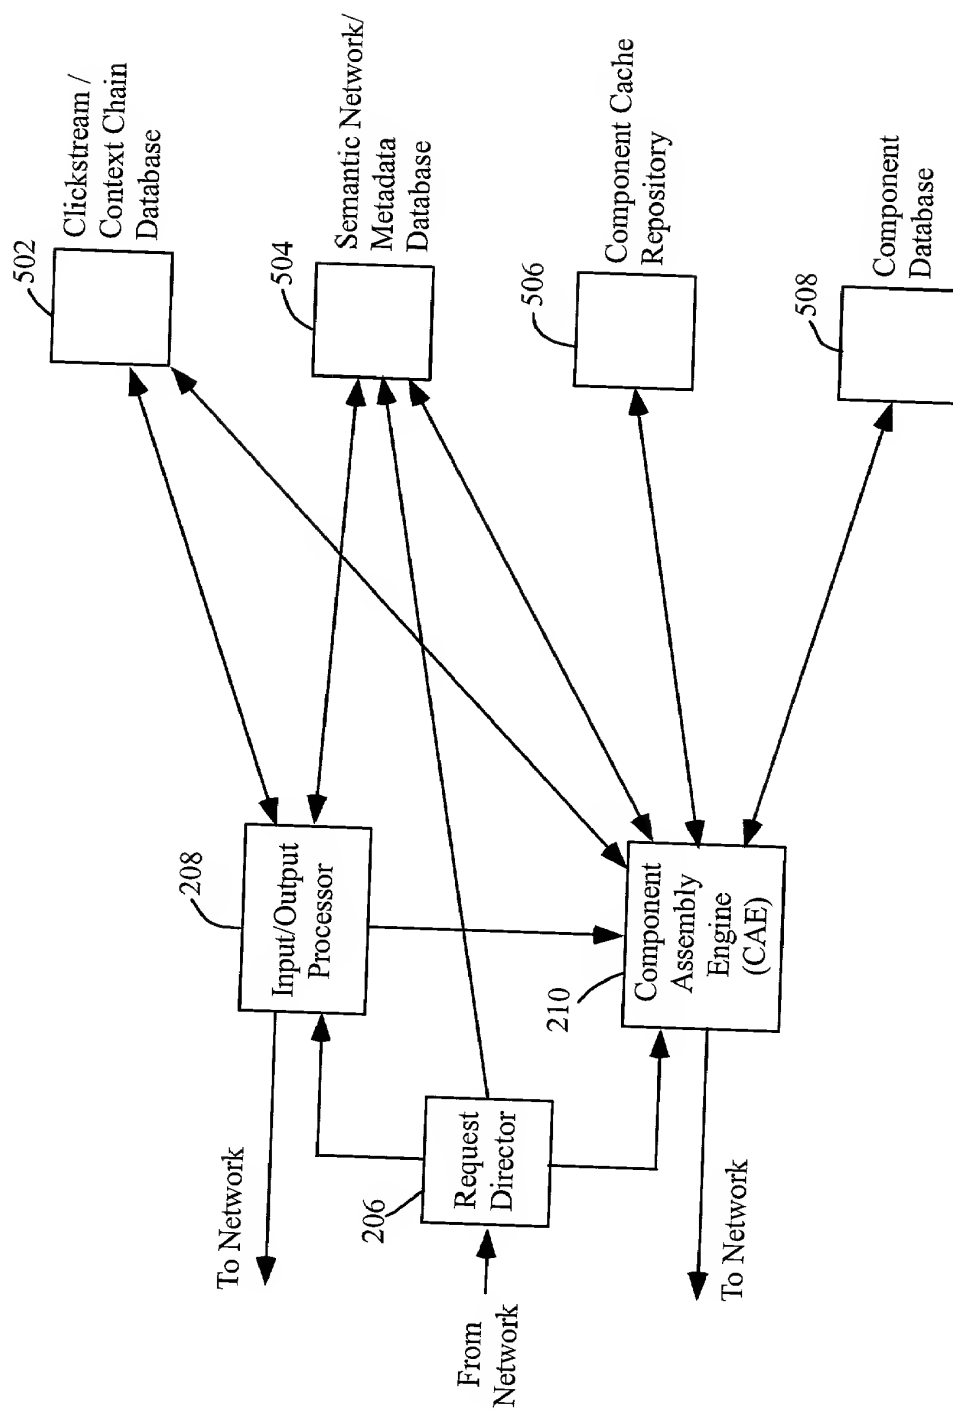 502
Clickstream /
Context Chain
Database
504
Semantic Network/
Metadata
Database
506
Component Cache
Repository
508
Component
Database
208
Input/Output
Processor
210
Component
Assembly
Engine
(CAE)
206
Request
Director
To Network
From
Network
To Network